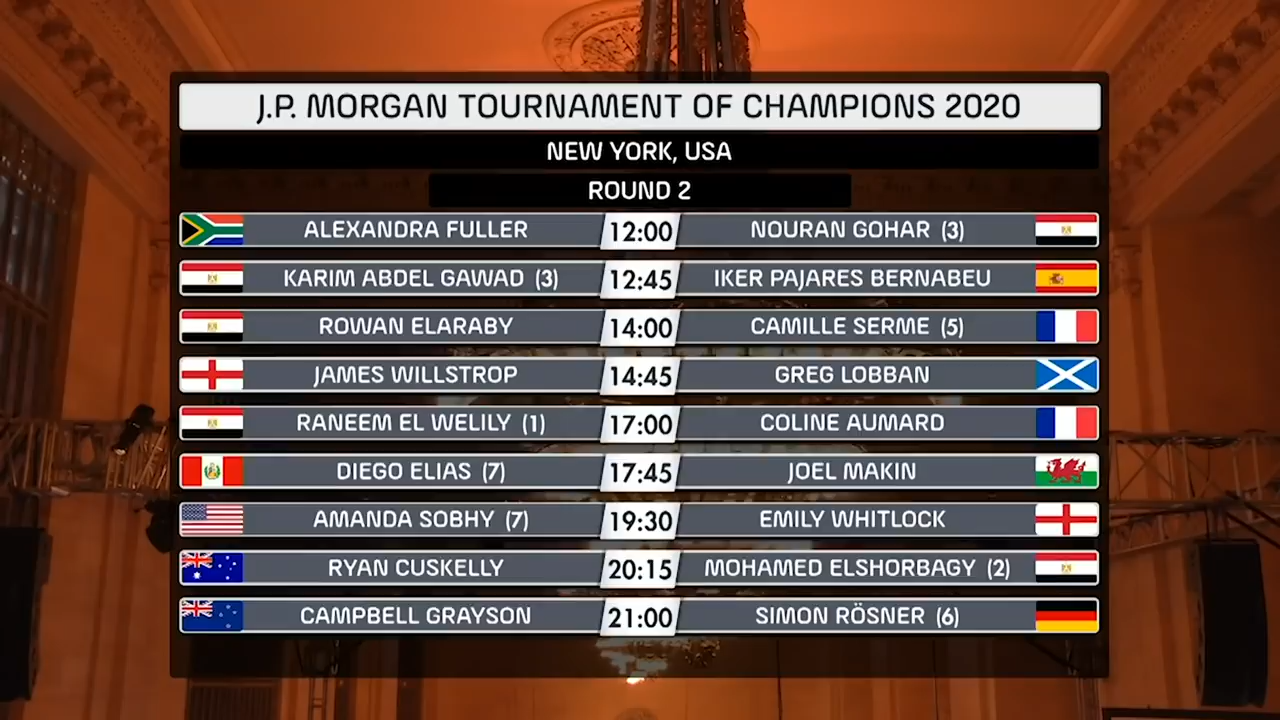 J.P. MORGAN TOURNAMENT OF CHAMPIONS 2020
NEW YORK, USA
ROUND 2
ALEXANDRA FULLER 12:00 NOURAN GOHAR (3)
KARIM ABDEL GAWAD (3) 12:45 IKER PAJARES BERNABEU
ROWAN ELARABY 14:00 CAMILLE SERME (5)
JAMES WILLSTROP 14:45 GREG LOBBAN
RANEEM EL WELILY (1) 17:00 COLINE AUMARD
DIEGO ELIAS (7) 17:45 JOEL MAKIN
AMANDA SOBHY (7) 19:30 EMILY WHITLOCK
RYAN CUSKELLY 20:15 MOHAMED ELSHORBAGY (2)
CAMPBELL GRAYSON 21:00 SIMON RÖSNER (6)